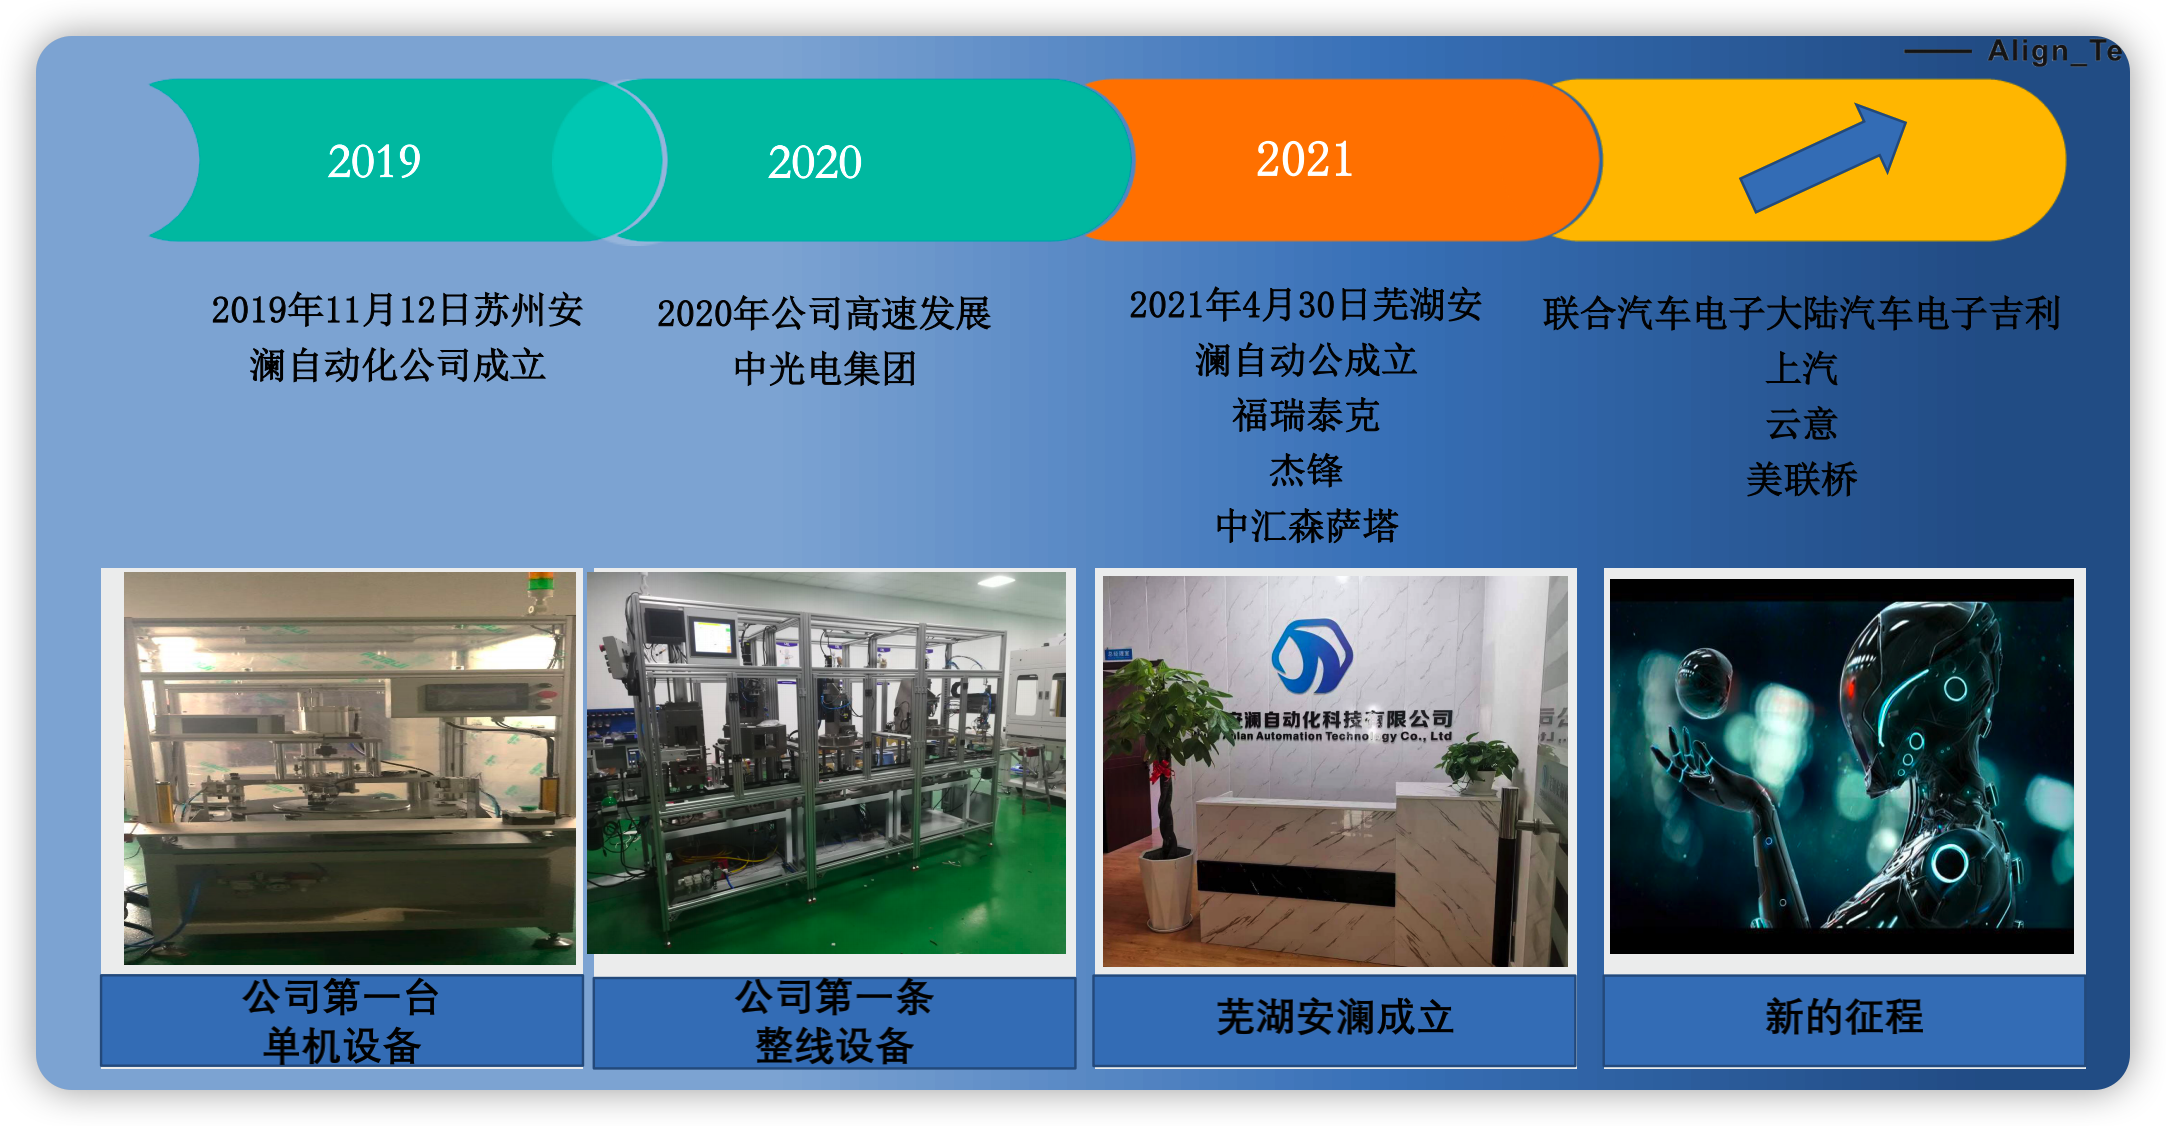 Align_Te
2019
2020
2021
2019年11月12日苏州安
澜自动化公司成立
2020年公司高速发展
中光电集团
2021年4月30日芜湖安
澜自动公成立
福瑞泰克
杰锋
中汇森萨塔
联合汽车电子大陆汽车电子吉利
上汽
云意
美联桥
澜自动化科技有限公司
lan Automation Technology Co., Ltd
公司第一台
单机设备
公司第一条
整线设备
芜湖安澜成立
新的征程